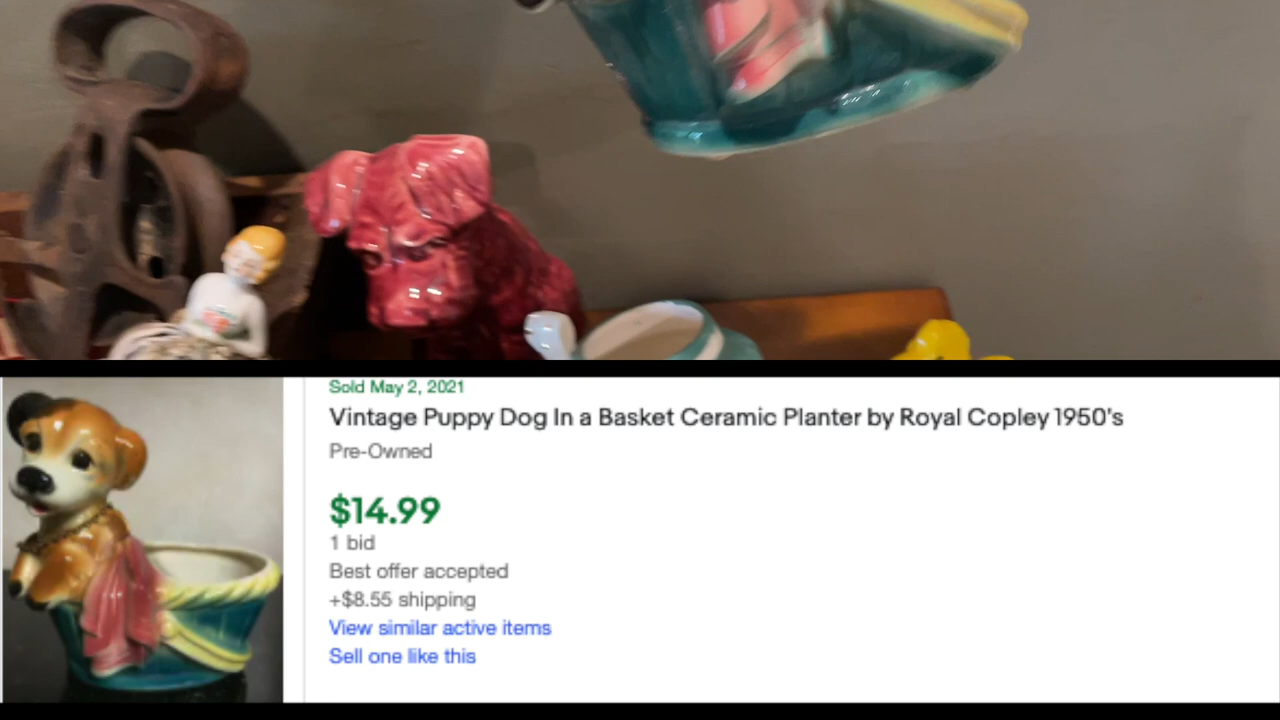 Sold May 2, 2021
Vintage Puppy Dog In a Basket Ceramic Planter by Royal Copley 1950's
Pre-Owned
$14.99
1 bid
Best offer accepted
+$8.55 shipping
View similar active items
Sell one like this